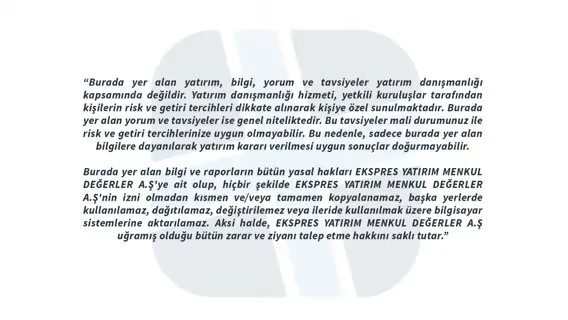 “Burada yer alan yatırım, bilgi, yorum ve tavsiyeler yatırım danışmanlığı
kapsamında değildir. Yatırım danışmanlığı hizmeti, yetkili kuruluşlar tarafından
kişilerin risk ve getiri tercihleri dikkate alınarak kişiye özel sunulmaktadır. Burada
yer alan yorum ve tavsiyeler ise genel niteliktedir. Bu tavsiyeler mali durumunuz ile
risk ve getiri tercihlerinize uygun olmayabilir. Bu nedenle, sadece burada yer alan
bilgilere dayanılarak yatırım kararı verilmesi uygun sonuçlar doğurmayabilir.
Burada yer alan bilgi ve raporların bütün yasal hakları EKSPRES YATIRIM MENKUL
DEĞERLER A.Ş'ye ait olup, hiçbir şekilde EKSPRES YATIRIM MENKUL DEĞERLER
A.Ş'nin izni olmadan kısmen ve/veya tamamen kopyalanamaz, başka yerlerde
kullanılamaz, dağıtılamaz, değiştirilemez veya ileride kullanılmak üzere bilgisayar
sistemlerine aktarılamaz. Aksi halde, EKSPRES YATIRIM MENKUL DEĞERLER A.Ş
uğramış olduğu bütün zarar ve ziyanı talep etme hakkını saklı tutar.”